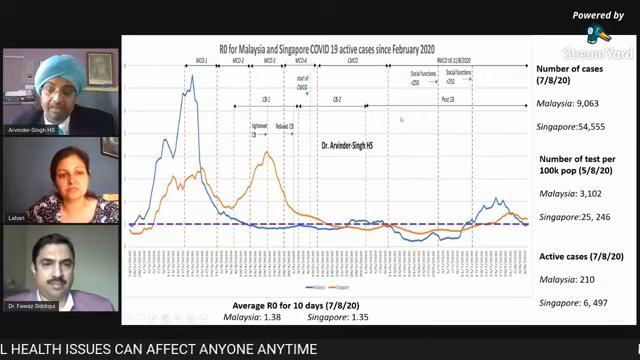 Powered by
StreamYard
R0 for Malaysia and Singapore COVID 19 active cases since February 2020
MCO-1
MCO-2
MCO-3
MCO-4
CMCO
RMCO till 31/8/2020
start of
CMCO
Social functions
<250
Social functions
>250
CB-1
CB-2
Post CB
tightened
CB
Relaxed CB
Dr. Arvinder-Singh HS
Malaysia
Singapore
Average R0 for 10 days (7/8/20)
Malaysia: 1.38 Singapore: 1.35
Number of cases
(7/8/20)
Malaysia: 9,063
Singapore:54,555
Number of test per
100k pop (5/8/20)
Malaysia: 3,102
Singapore:25, 246
Active cases (7/8/20)
Malaysia: 210
Singapore: 6, 497
Arvinder-Singh HS
Lahari
Dr. Fawaz Siddiqui
L HEALTH ISSUES CAN AFFECT ANYONE ANYTIME